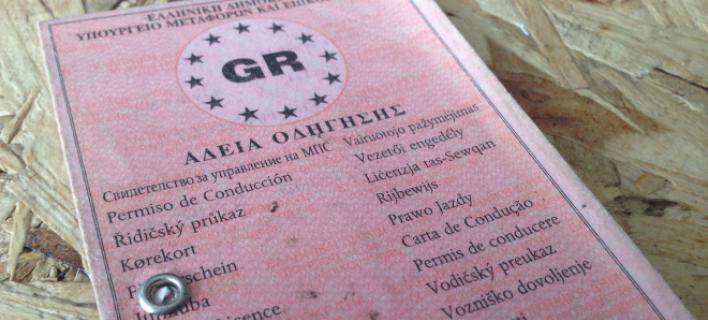 ΕΛΛΗΝΙΚΗ
ΥΠΟΥΡΓΕΙΟ ΜΕΤΑΦΟΡΩΝ ΚΑΙ
GR
ΑΔΕΙΑ ΟΔΗΓΗΣΗΣ
Свидетелство за управление на МПС
Permiso de Conducción
Řidičský průkaz
Kørekort
Vairuotojo pažymėjimas
Vezetői engedély
Liċenzja tas-Sewqan
Rijbewijs
Prawo Jazdy
Carta de Condução
Permis de conducere
Vodičský preukaz
Vozniško dovoljenje